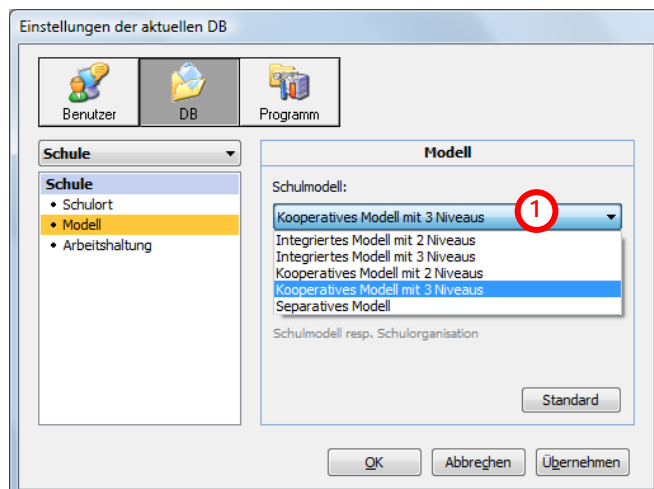 Einstellungen der aktuellen DB
Benutzer
DB
Programm
Schule
Schule
• Schulort
• Modell
• Arbeitshaltung
Modell
Schulmodell:
Kooperatives Modell mit 3 Niveaus
1
Integriertes Modell mit 2 Niveaus
Integriertes Modell mit 3 Niveaus
Kooperatives Modell mit 2 Niveaus
Kooperatives Modell mit 3 Niveaus
Separatives Modell
Schulmodell resp. Schulorganisation
Standard
OK
Abbrechen
Übernehmen